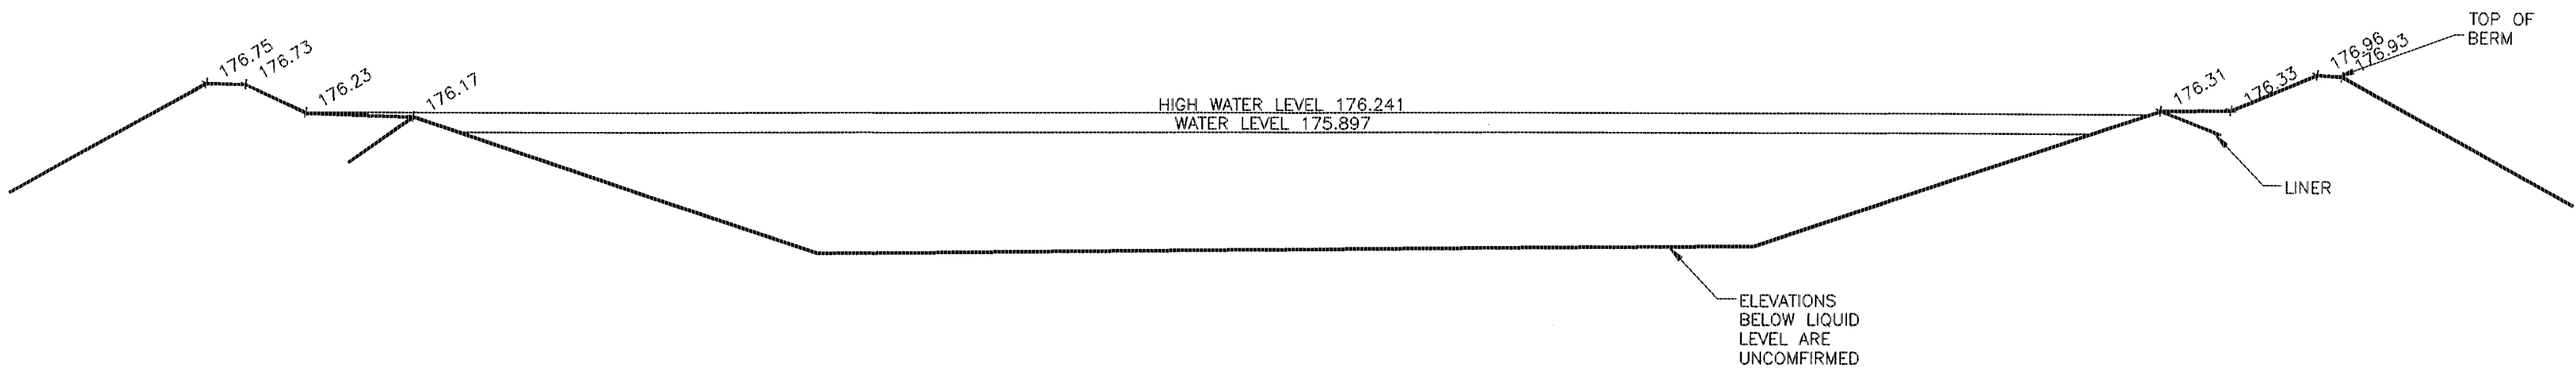 176.75
176.73
176.23
176.17
HIGH WATER LEVEL 176.241
WATER LEVEL 175.897
176.31
176.33
176.96
176.93
TOP OF
BERM
LINER
ELEVATIONS
BELOW LIQUID
LEVEL ARE
UNCOMFIRMED